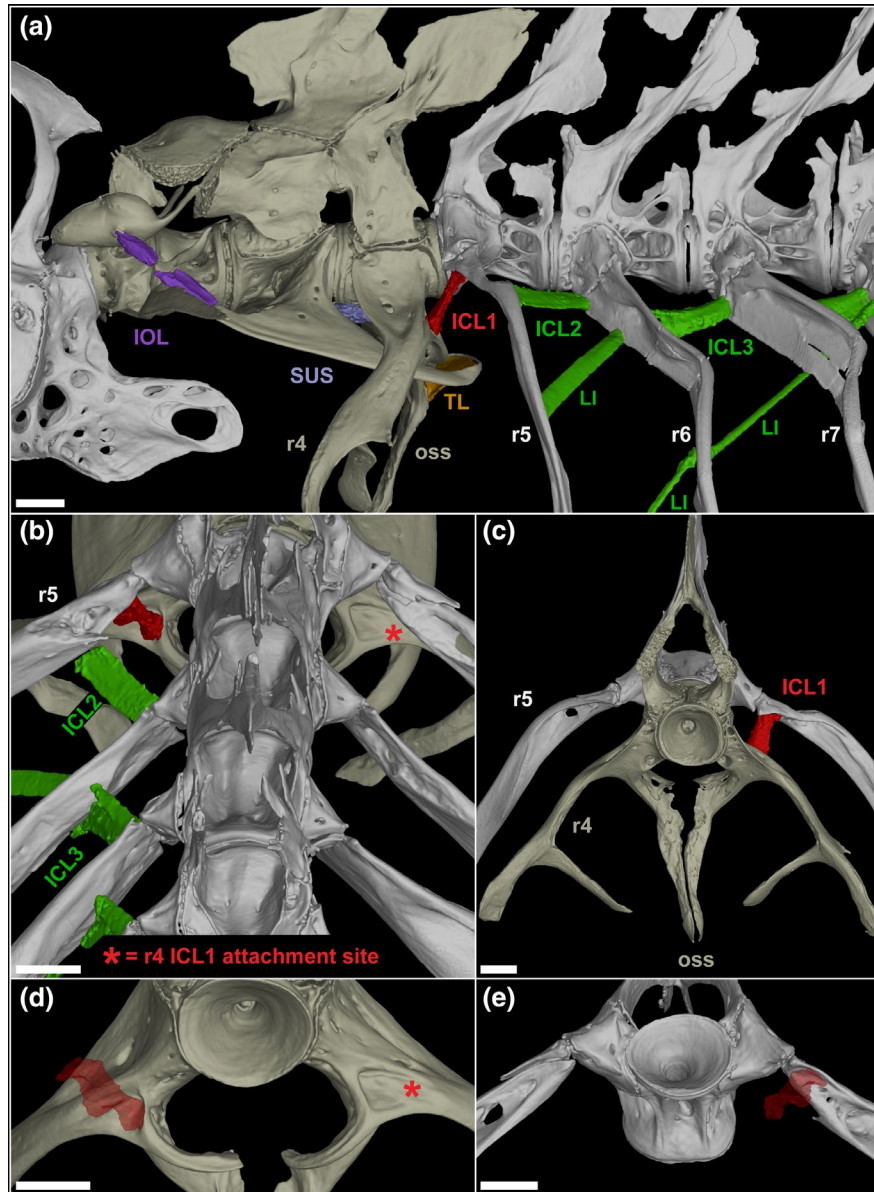 (a)
IOL
SUS
ICL1
TL
r4
oss
ICL2
ICL3
LI
r5
r6
LI
r7
LI
(b)
r5
ICL2
ICL3
* = r4 ICL1 attachment site
*
(c)
r5
ICL1
r4
oss
(d)
*
(e)